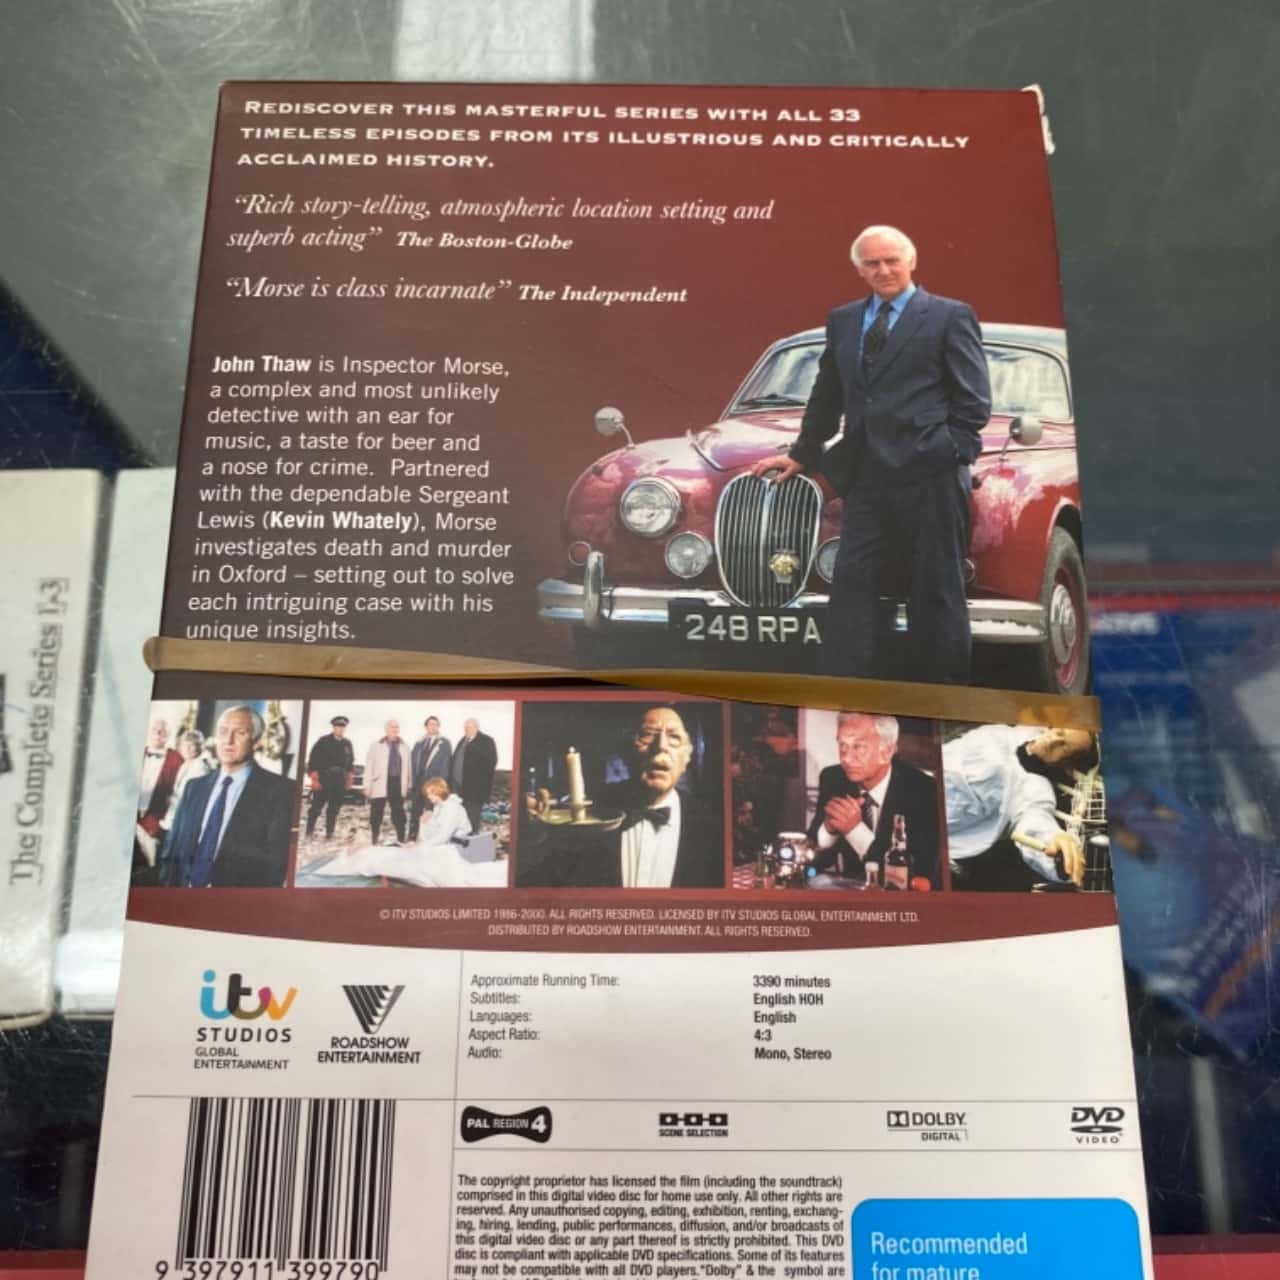 REDISCOVER THIS MASTERFUL SERIES WITH ALL 33
TIMELESS EPISODES FROM ITS ILLUSTRIOUS AND CRITICALLY
ACCLAIMED HISTORY.
“Rich story-telling, atmospheric location setting and
superb acting” The Boston-Globe
“Morse is class incarnate” The Independent
John Thaw is Inspector Morse,
a complex and most unlikely
detective with an ear for
music, a taste for beer and
a nose for crime. Partnered
with the dependable Sergeant
Lewis (Kevin Whately), Morse
investigates death and murder
in Oxford – setting out to solve
each intriguing case with his
unique insights.
248 RPA
The Complete Series 1-3
© ITV STUDIOS LIMITED 1986-2000. ALL RIGHTS RESERVED. LICENSED BY ITV STUDIOS GLOBAL ENTERTAINMENT LTD.
DISTRIBUTED BY ROADSHOW ENTERTAINMENT. ALL RIGHTS RESERVED.
itv
STUDIOS
GLOBAL
ENTERTAINMENT
ROADSHOW
ENTERTAINMENT
Approximate Running Time: 3390 minutes
Subtitles: English HOH
Languages: English
Aspect Ratio: 4:3
Audio: Mono, Stereo
PAL REGION 4
SCENE SELECTION
DOLBY
DIGITAL
DVD
VIDEO
The copyright proprietor has licensed the film (including the soundtrack)
comprised in this digital video disc for home use only. All other rights are
reserved. Any unauthorised copying, editing, exhibition, renting, exchang-
ing, hiring, lending, public performances, diffusion, and/or broadcasts of
this digital video disc or any part thereof is strictly prohibited. This DVD
disc is compliant with applicable DVD specifications. Some of its features
may not be compatible with all DVD players. "Dolby" & the symbol are
9 397911 399790
Recommended
for mature